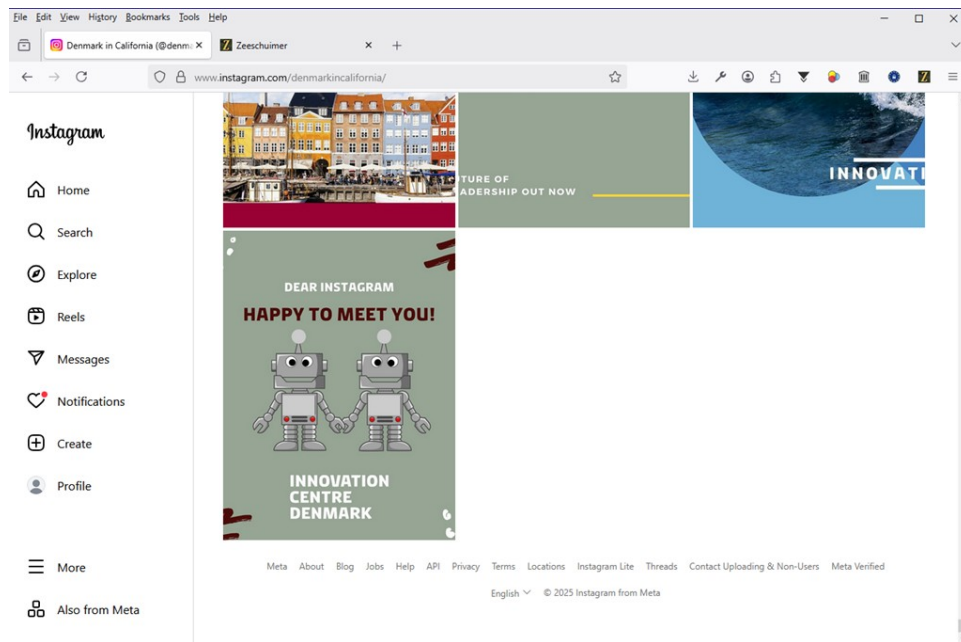 File Edit View History Bookmarks Tools Help
Denmark in California (@denm
Zeeschuimer
www.instagram.com/denmarkincalifornia/
Instagram
Home
Search
Explore
Reels
Messages
Notifications
Create
Profile
More
Also from Meta
TURE OF
ADERSHIP OUT NOW
INNOVATI
DEAR INSTAGRAM
HAPPY TO MEET YOU!
INNOVATION
CENTRE
DENMARK
Meta About Blog Jobs Help API Privacy Terms Locations Instagram Lite Threads Contact Uploading & Non-Users Meta Verified
English © 2025 Instagram from Meta